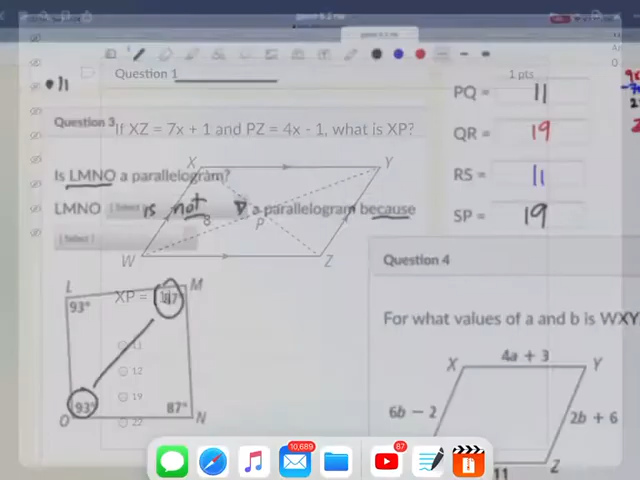 Question 1
1 pts
PQ = 11
Question 3
If XZ = 7x + 1 and PZ = 4x - 1, what is XP?
QR = 19
X
Y
Is LMNO a parallelogram?
RS = 11
LMNO is not a parallelogram because
[ Select ]
8
P
SP = 19
W
Z
Question 4
L
XP =
87°
M
93°
For what values of a and b is WXY
11
X
4a + 3
Y
12
93°
19
87°
6b − 2
2b + 6
O
N
22
11
Z
10,689
87